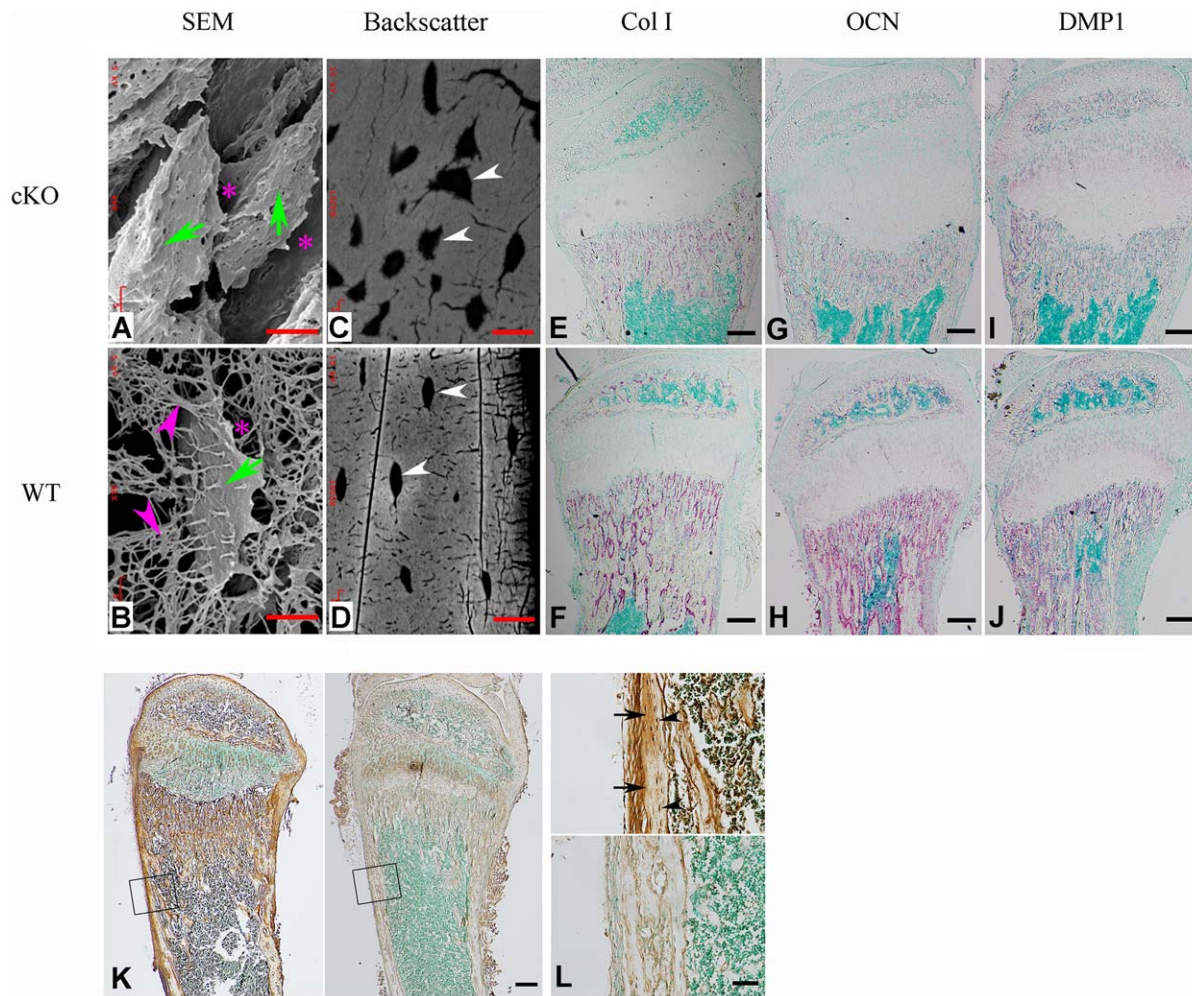 SEM Backscatter Col I OCN DMP1
cKO
A C E G I
WT
B D F H J
K L